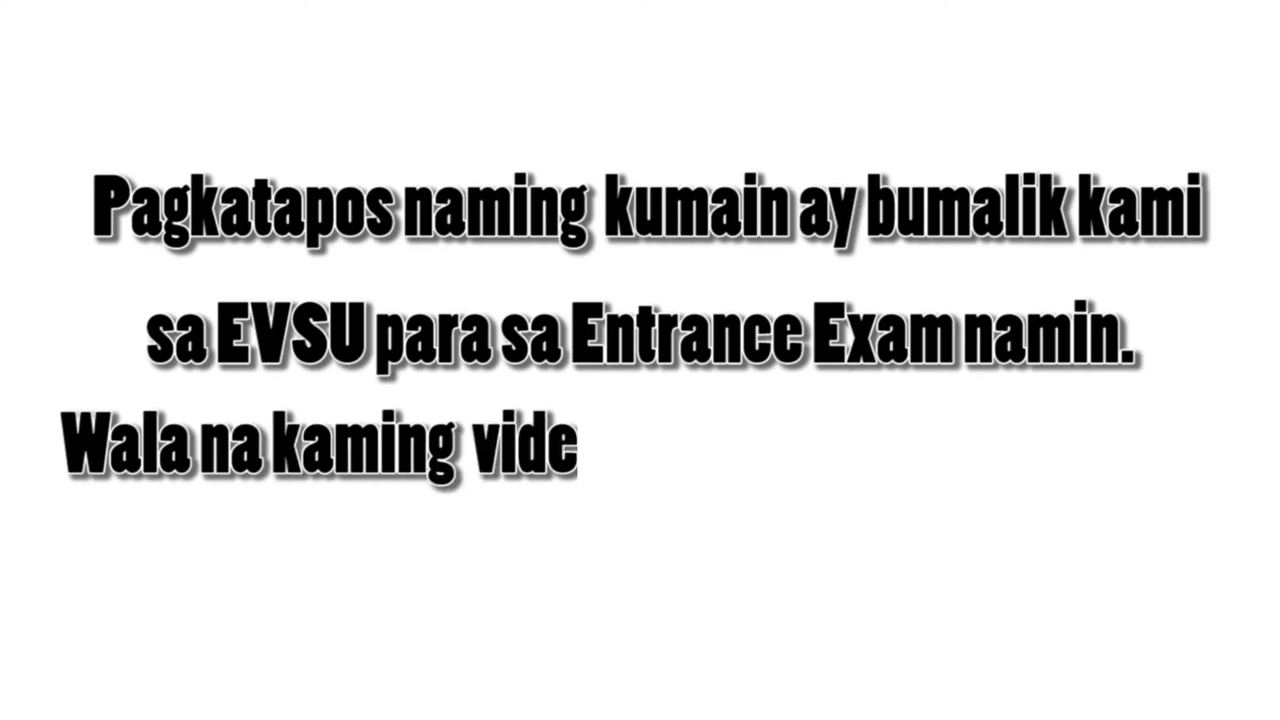 Pagkatapos naming kumain ay bumalik kami
sa EVSU para sa Entrance Exam namin.
Wala na kaming vide